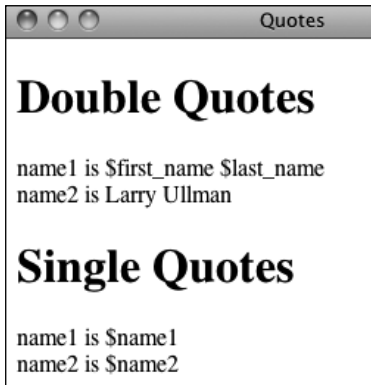 Quotes
Double Quotes
name1 is $first_name $last_name
name2 is Larry Ullman
Single Quotes
name1 is $name1
name2 is $name2